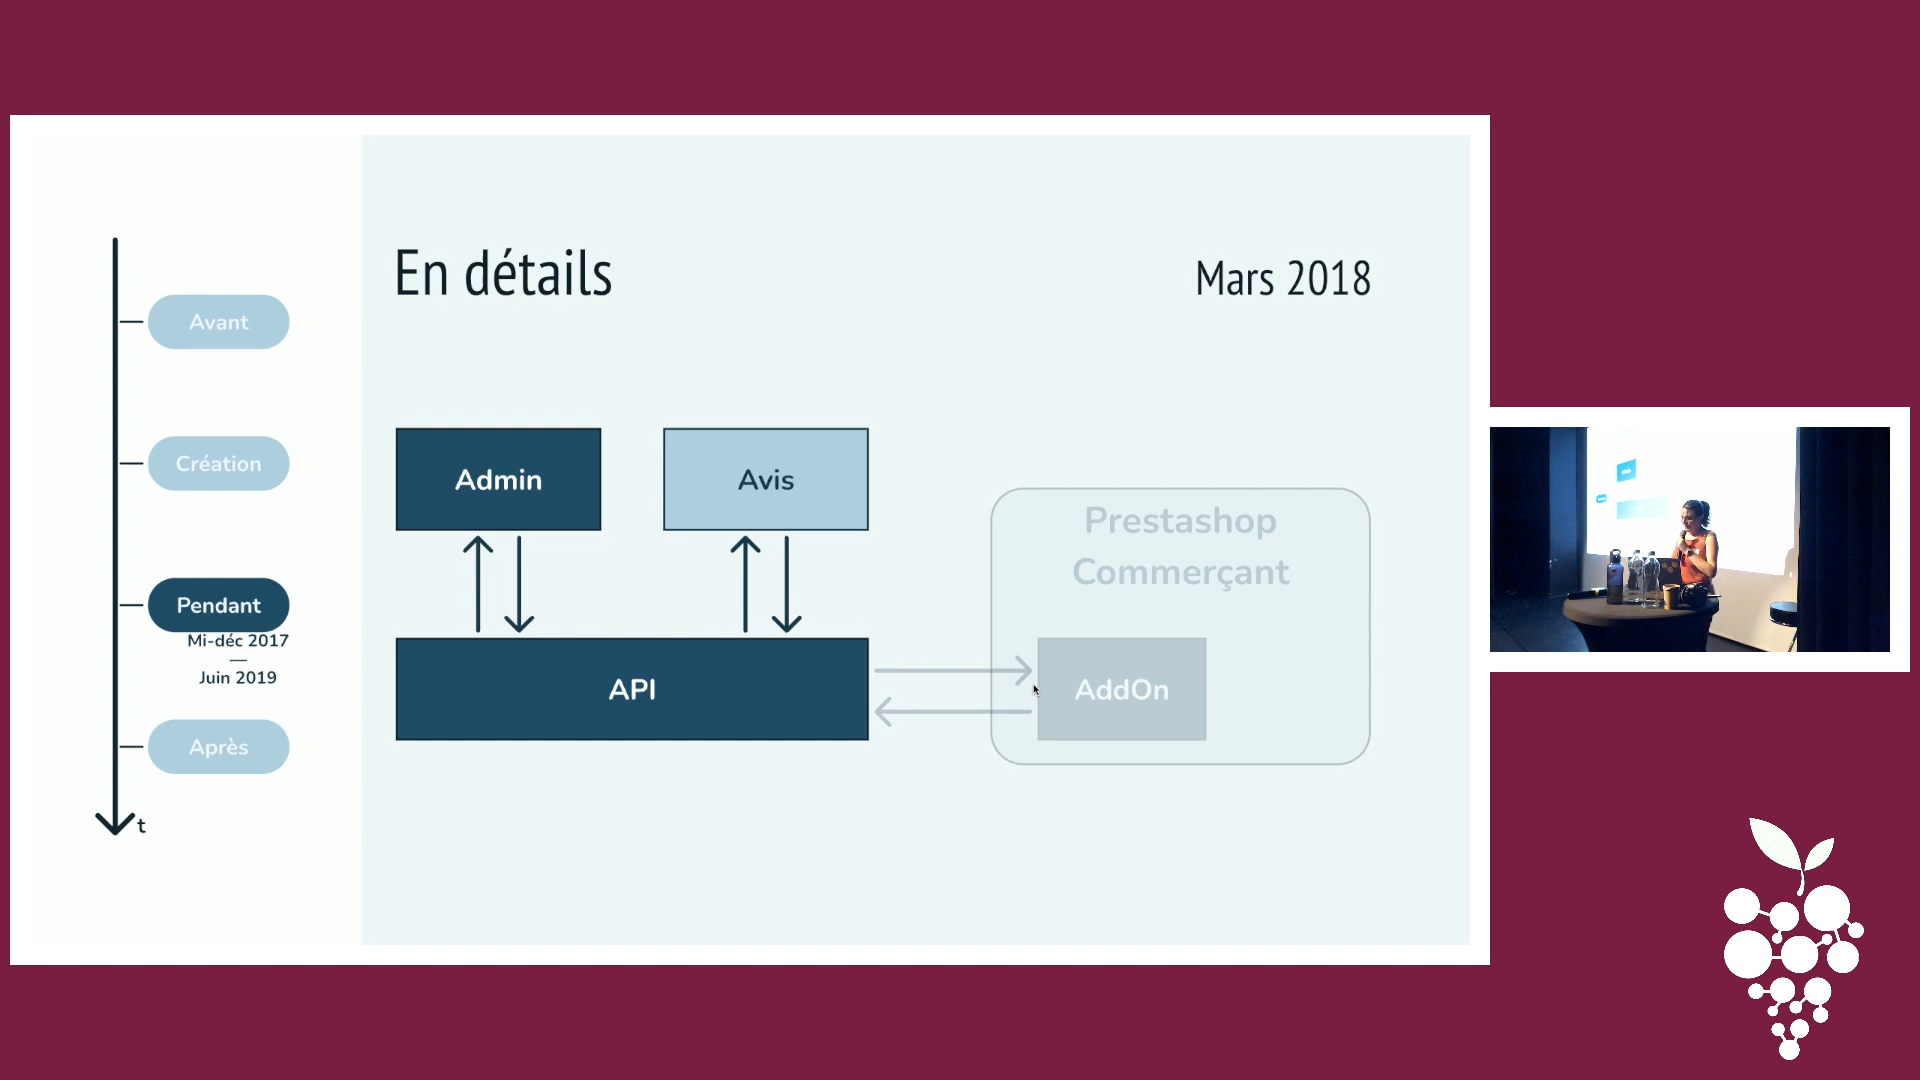 En détails
Mars 2018
Avant
Création
Pendant
Mi-déc 2017
—
Juin 2019
Après
t
Admin
Avis
Prestashop
Commerçant
API
AddOn